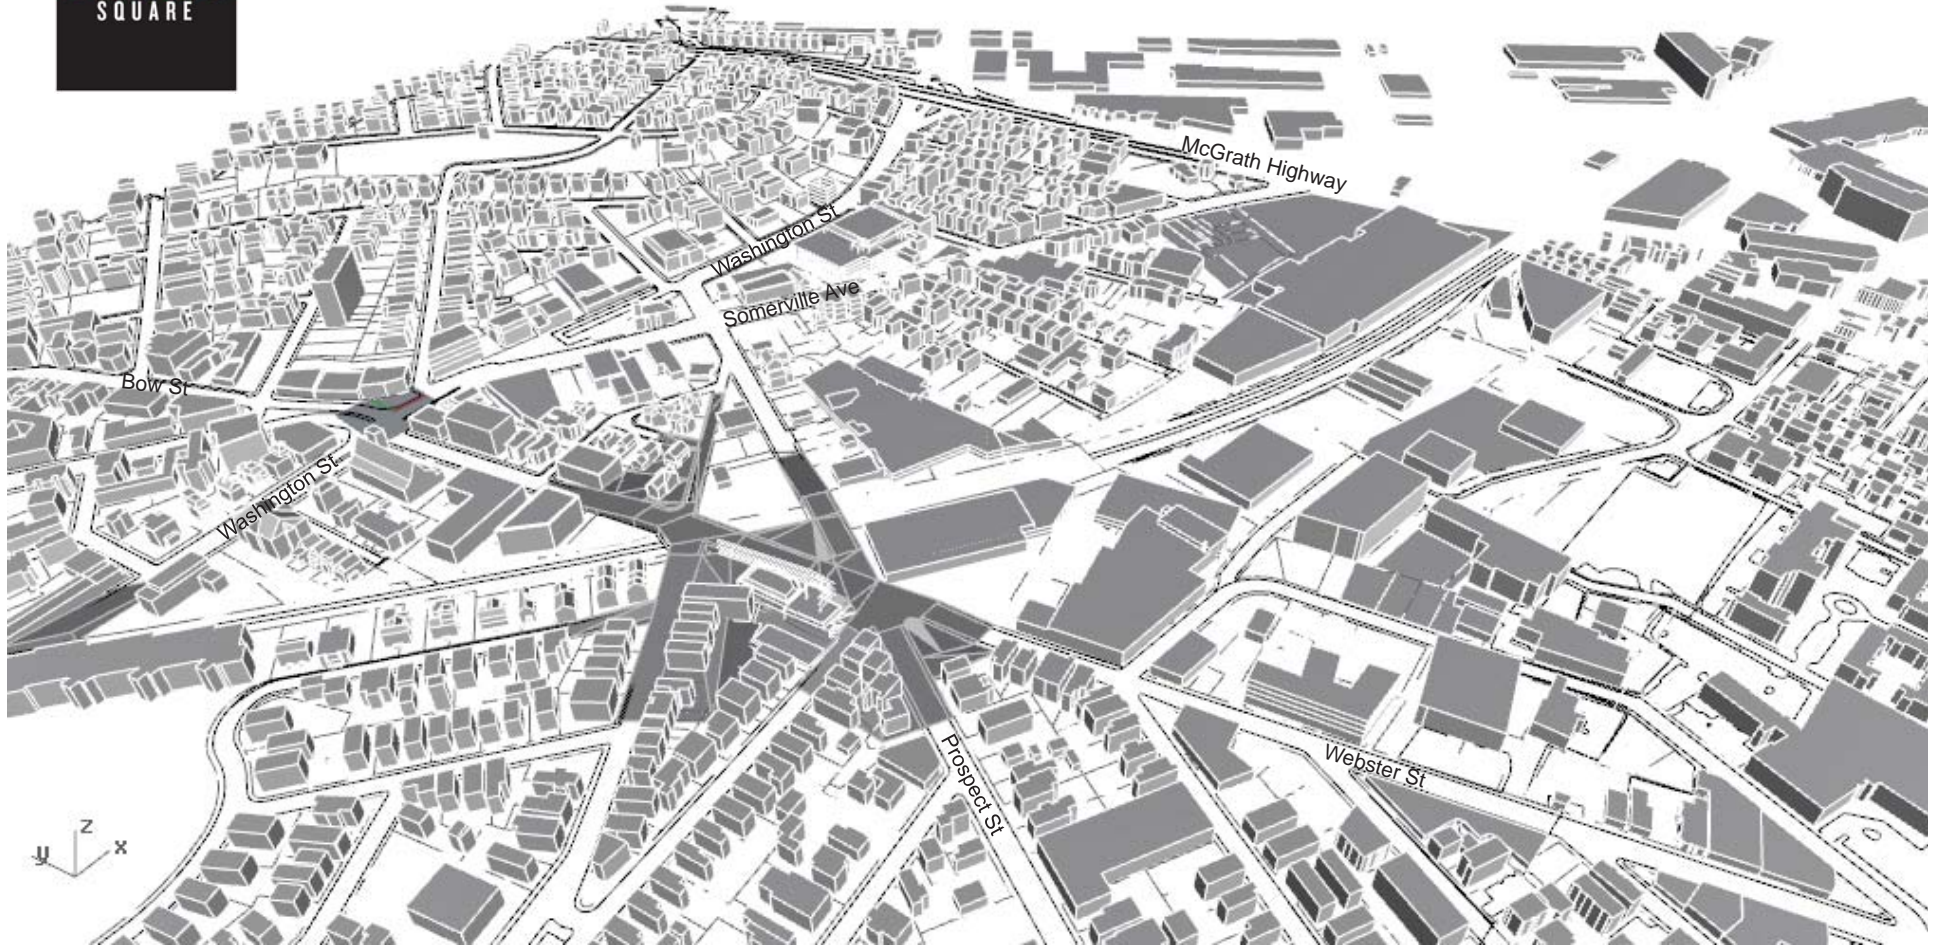 SQUARE
McGrath Highway
Washington St
Somerville Ave
Bow St
Washington St
Prospect St
Webster St
z
y
x